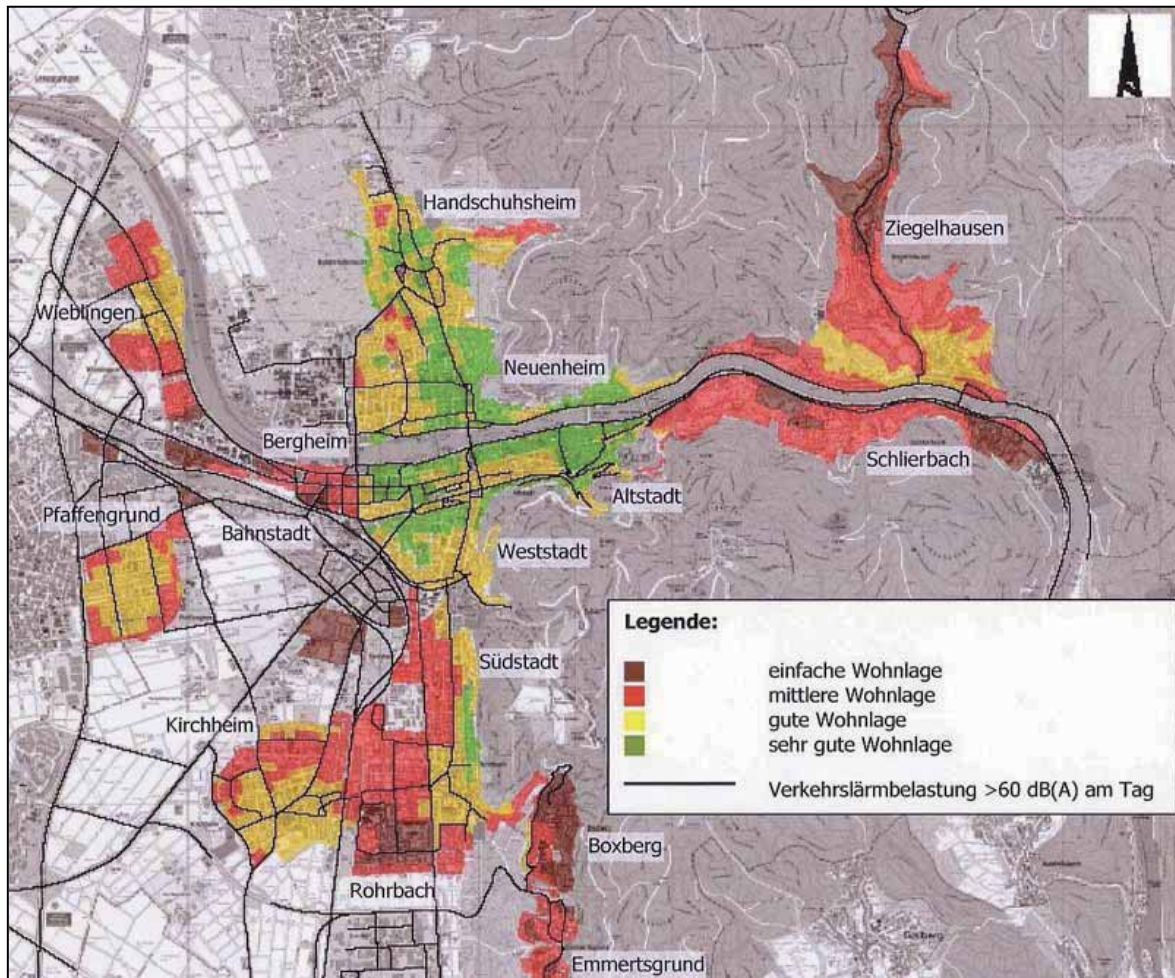 Handschuhsheim
Ziegelhausen
Wieblingen
Neuenheim
Bergheim
Schlierbach
Altstadt
Pfaffengrund
Bahnstadt
Weststadt
Südstadt
Kirchheim
Boxberg
Rohrbach
Emmertsgrund
Legende:
einfache Wohnlage
mittlere Wohnlage
gute Wohnlage
sehr gute Wohnlage
Verkehrslärmbelastung >60 dB(A) am Tag